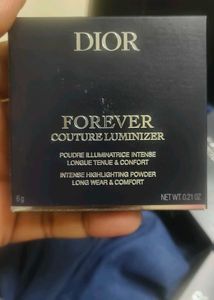 DIOR
FOREVER
COUTURE LUMINIZER
POUDRE ILLUMINATRICE INTENSE
LONGUE TENUE & CONFORT
INTENSE HIGHLIGHTING POWDER
LONG WEAR & COMFORT
6 g
NET WT. 0.21 OZ